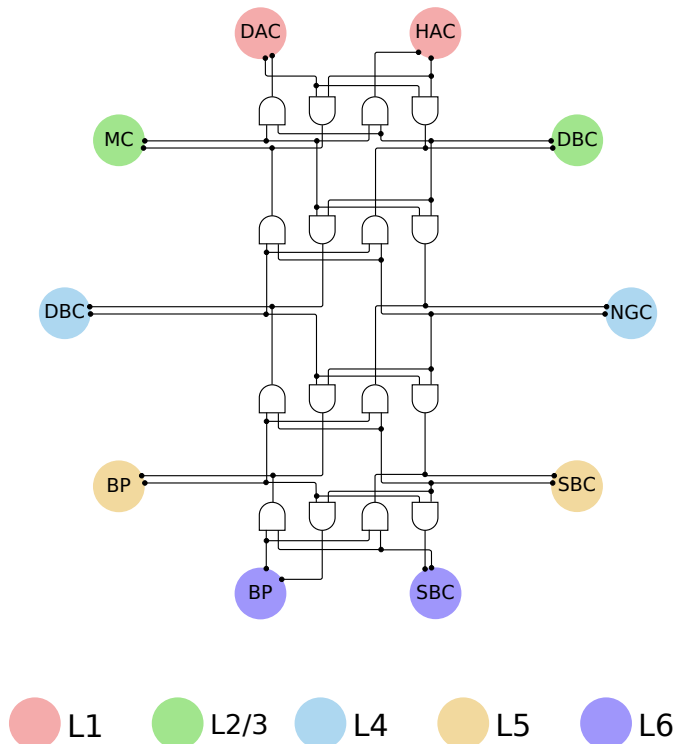 DAC HAC
MC DBC
DBC NGC
BP SBC
BP SBC
L1 L2/3 L4 L5 L6